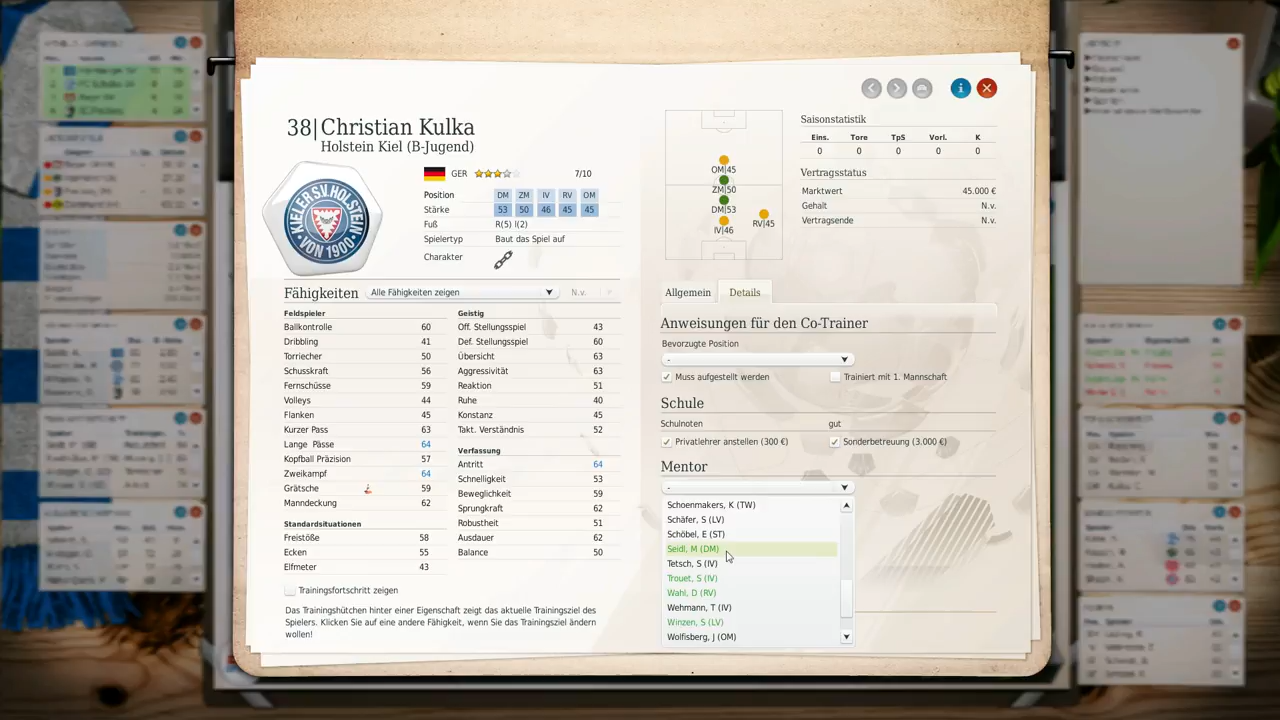 38|Christian Kulka
Holstein Kiel (B-Jugend)
KIELER S.V. HOLSTEIN
VON 1900
GER 7/10
Position DM ZM IV RV OM
Stärke 53 50 46 45 45
Fuß R(5) l(2)
Spielertyp Baut das Spiel auf
Charakter
Fähigkeiten Alle Fähigkeiten zeigen N.v.
Feldspieler
Ballkontrolle 60
Dribbling 41
Torriecher 50
Schusskraft 56
Fernschüsse 59
Volleys 44
Flanken 45
Kurzer Pass 63
Lange Pässe 64
Kopfball Präzision 57
Zweikampf 64
Grätsche 59
Manndeckung 62
Standardsituationen
Freistöße 58
Ecken 55
Elfmeter 43
Geistig
Off. Stellungsspiel 43
Def. Stellungsspiel 60
Übersicht 63
Aggressivität 63
Reaktion 51
Ruhe 40
Konstanz 45
Takt. Verständnis 52
Verfassung
Antritt 64
Schnelligkeit 53
Beweglichkeit 59
Sprungkraft 62
Robustheit 51
Ausdauer 62
Balance 50
Trainingsfortschritt zeigen
Das Trainingshütchen hinter einer Eigenschaft zeigt das aktuelle Trainingsziel des
Spielers. Klicken Sie auf eine andere Fähigkeit, wenn Sie das Trainingsziel ändern
wollen!
OM|45
ZM|50
DM|53
RV|45
IV|46
Saisonstatistik
Eins. Tore TpS Vorl. K
0 0 0 0 0
Vertragsstatus
Marktwert 45.000 €
Gehalt N.v.
Vertragsende N.v.
Allgemein Details
Anweisungen für den Co-Trainer
Bevorzugte Position
-
Muss aufgestellt werden Trainiert mit 1. Mannschaft
Schule
Schulnoten gut
Privatlehrer anstellen (300 €) Sonderbetreuung (3.000 €)
Mentor
-
Schoenmakers, K (TW)
Schäfer, S (LV)
Schöbel, E (ST)
Seidl, M (DM)
Tetsch, S (IV)
Trouet, S (IV)
Wahl, D (RV)
Wehmann, T (IV)
Winzen, S (LV)
Wolfisberg, J (OM)